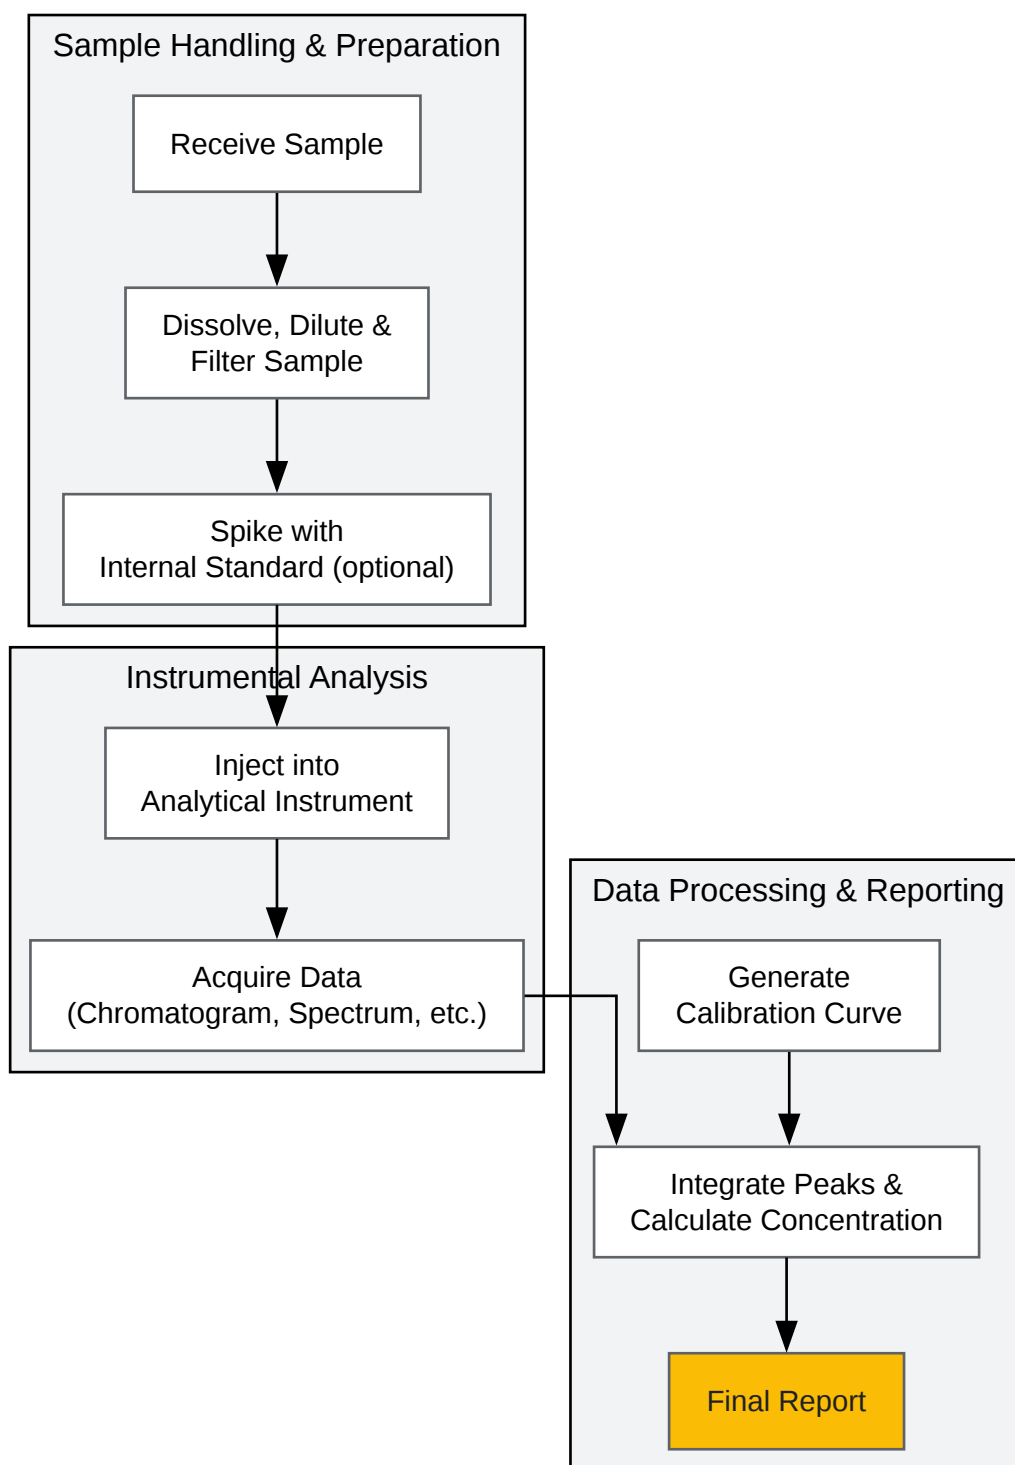 Sample Handling & Preparation
Receive Sample
Dissolve, Dilute &
Filter Sample
Spike with
Internal Standard (optional)
Instrumental Analysis
Inject into
Analytical Instrument
Acquire Data
(Chromatogram, Spectrum, etc.)
Data Processing & Reporting
Generate
Calibration Curve
Integrate Peaks &
Calculate Concentration
Final Report